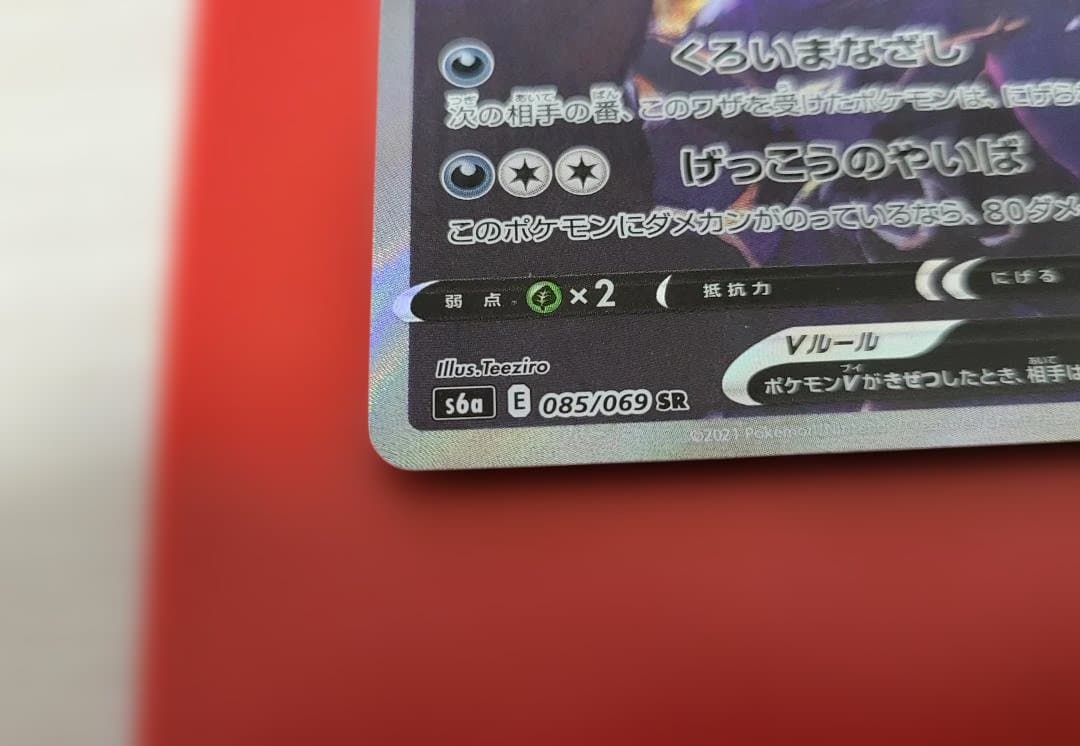 くろいまなざし
次の相手の番、このワザを受けたポケモンは、にげら
げっこうのやいば
このポケモンにダメカンがのっているなら、80ダメ
弱点 ×2 抵抗力 にげる
Vルール
ポケモンVがきぜつしたとき、相手は
Illus.Teeziro
s6a E 085/069 SR
©2021 Pokémon